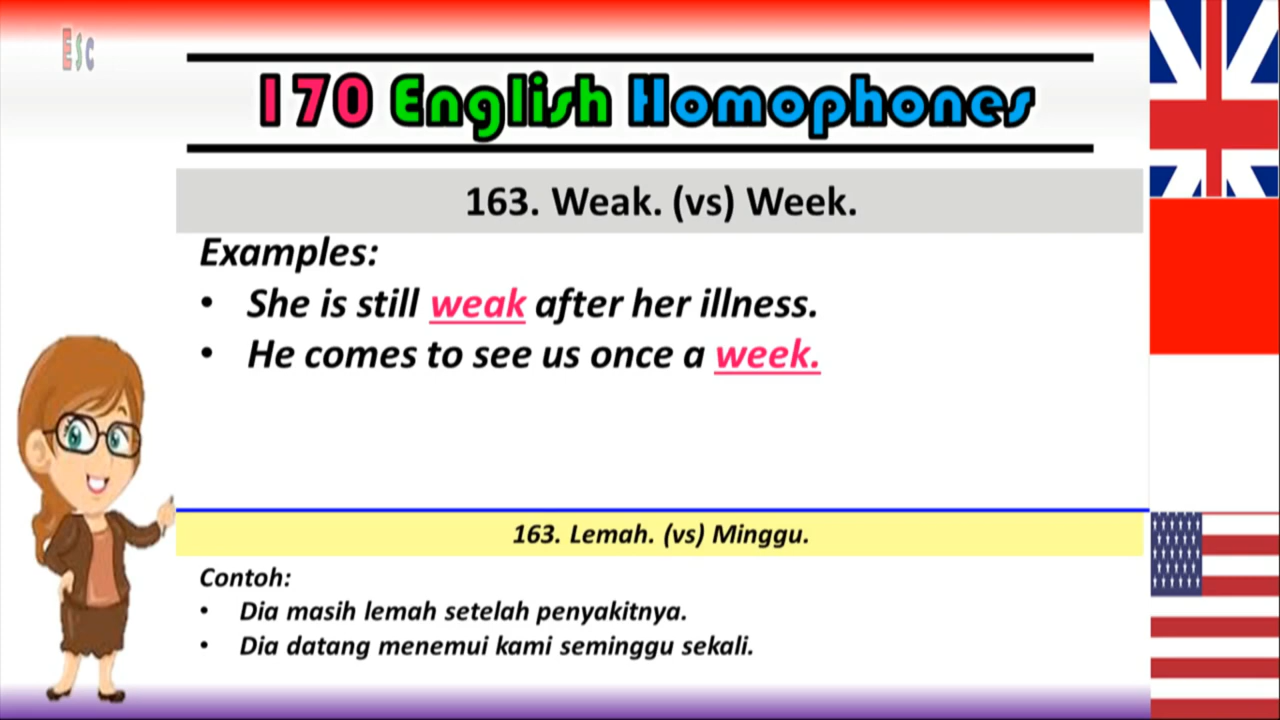 ESC
170 English Homophones
163. Weak. (vs) Week.
Examples:
• She is still weak after her illness.
• He comes to see us once a week.
163. Lemah. (vs) Minggu.
Contoh:
• Dia masih lemah setelah penyakitnya.
• Dia datang menemui kami seminggu sekali.